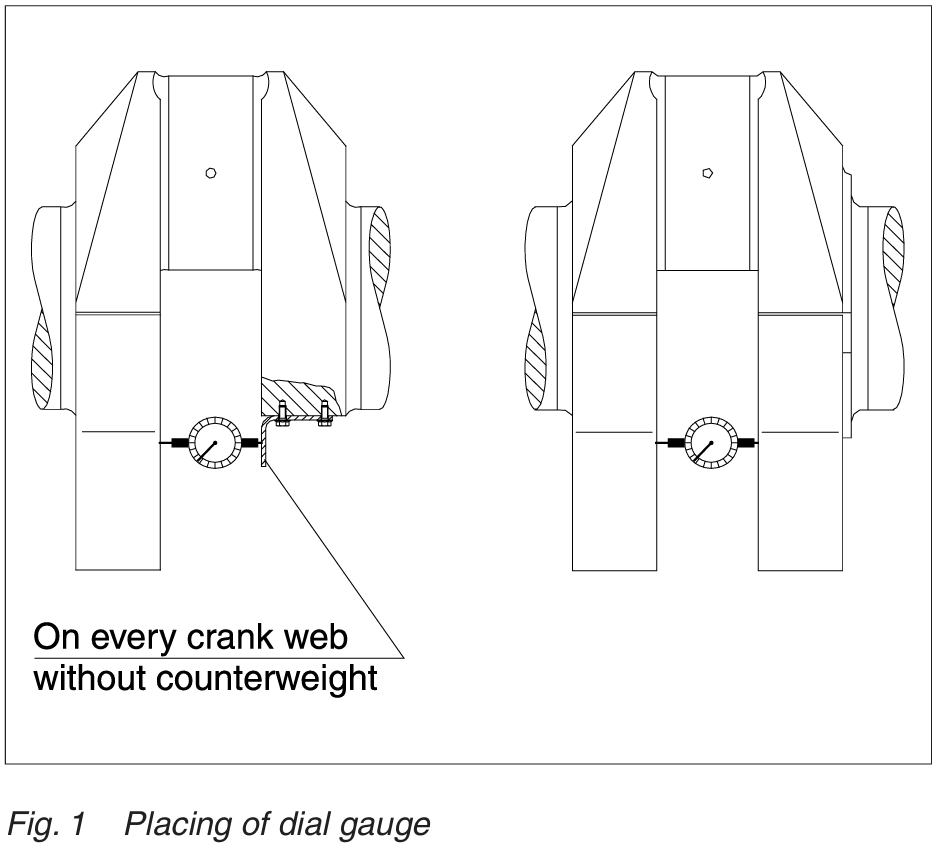 On every crank web
without counterweight
Fig. 1 Placing of dial gauge